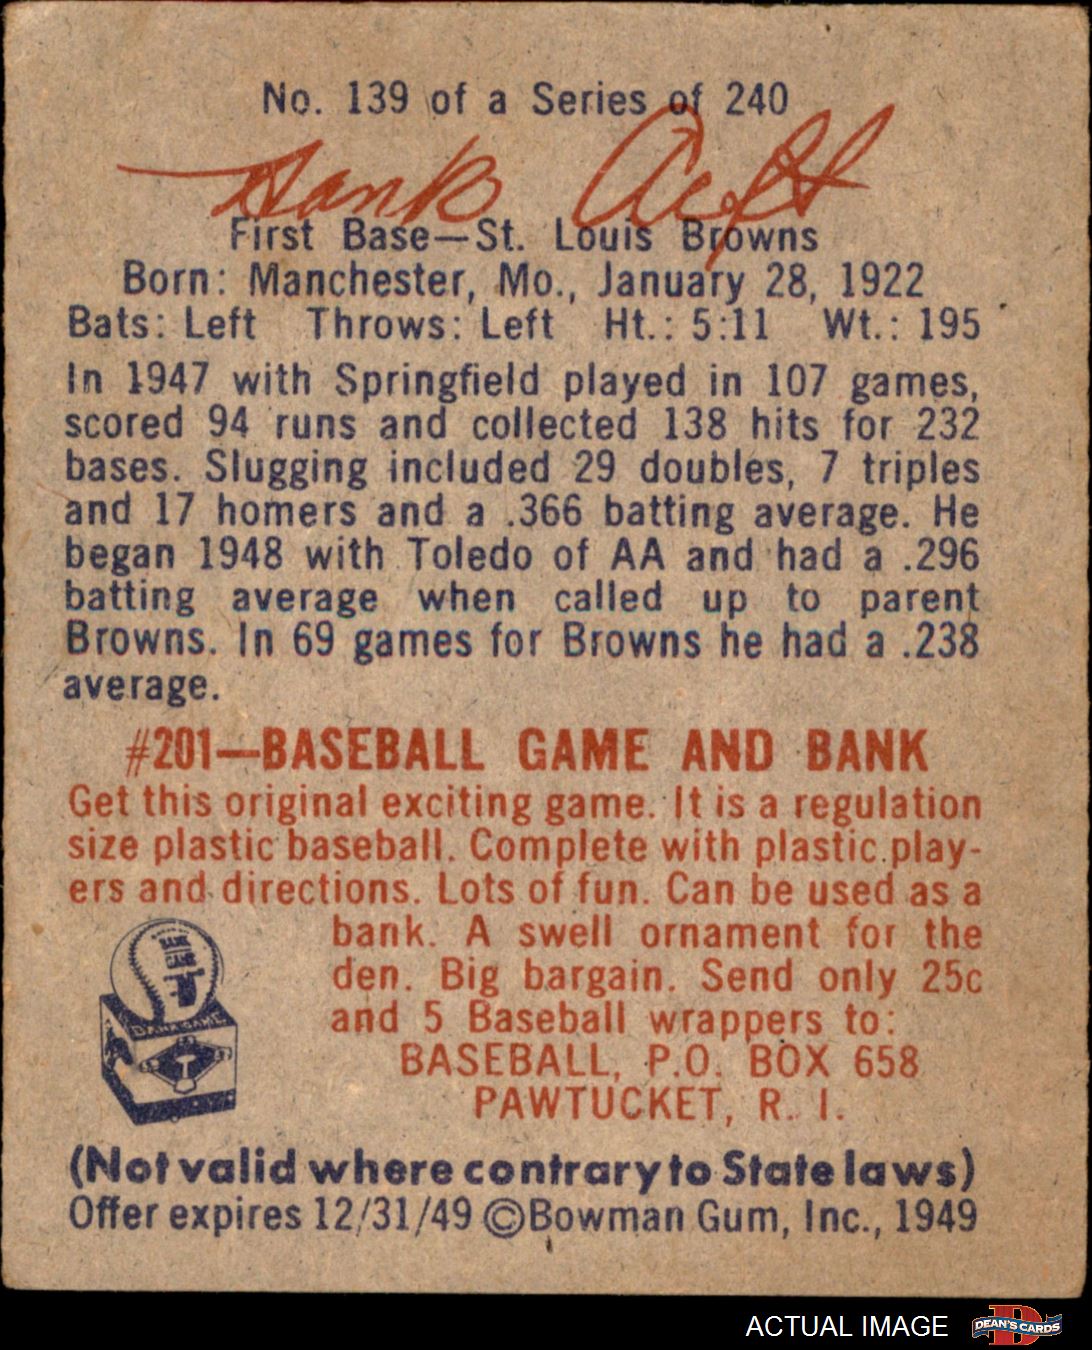 No. 139 of a Series of 240
Hank Arft
First Base—St. Louis Browns
Born: Manchester, Mo., January 28, 1922
Bats: Left Throws: Left Ht.: 5:11 Wt.: 195
In 1947 with Springfield played in 107 games,
scored 94 runs and collected 138 hits for 232
bases. Slugging included 29 doubles, 7 triples
and 17 homers and a .366 batting average. He
began 1948 with Toledo of AA and had a .296
batting average when called up to parent
Browns. In 69 games for Browns he had a .238
average.
#201—BASEBALL GAME AND BANK
Get this original exciting game. It is a regulation
size plastic baseball. Complete with plastic play-
ers and directions. Lots of fun. Can be used as a
bank. A swell ornament for the
den. Big bargain. Send only 25c
and 5 Baseball wrappers to:
BASEBALL, P.O. BOX 658
PAWTUCKET, R. I.
BANK GAME
(Not valid where contrary to State laws)
Offer expires 12/31/49 ©Bowman Gum, Inc., 1949
ACTUAL IMAGE
DEAN'S CARDS